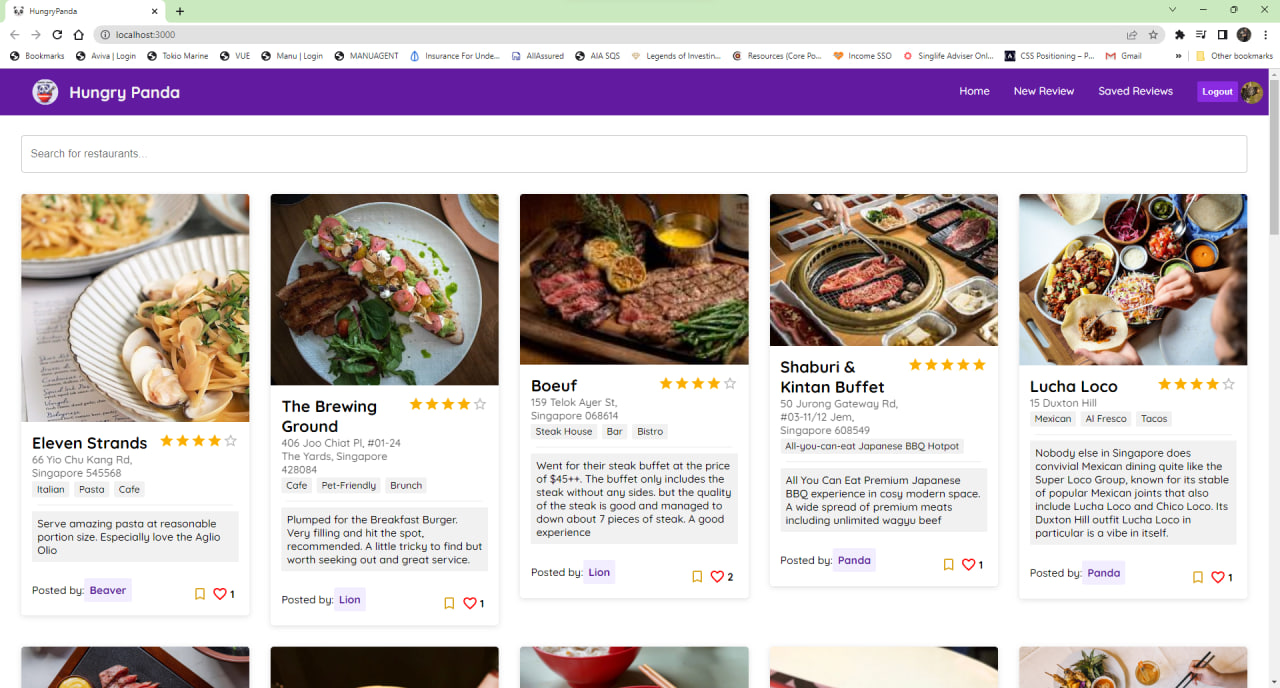 HungryPanda
localhost:3000
Bookmarks
Aviva | Login
Tokio Marine
VUE
Manu | Login
MANUAGENT
Insurance For Unde...
AllAssured
AIA SQS
Legends of Investin...
Resources (Core Po...
Income SSO
Singlife Adviser Onl...
CSS Positioning – P...
Gmail
»
Other bookmarks
Hungry Panda
Home
New Review
Saved Reviews
Logout
Search for restaurants...
Eleven Strands
66 Yio Chu Kang Rd,
Singapore 545568
Italian
Pasta
Cafe
Serve amazing pasta at reasonable
portion size. Especially love the Aglio
Olio
Posted by: Beaver
1
The Brewing
Ground
406 Joo Chiat Pl, #01-24
The Yards, Singapore
428084
Cafe
Pet-Friendly
Brunch
Plumped for the Breakfast Burger.
Very filling and hit the spot,
recommended. A little tricky to find but
worth seeking out and great service.
Posted by: Lion
1
Boeuf
159 Telok Ayer St,
Singapore 068614
Steak House
Bar
Bistro
Went for their steak buffet at the price
of $45++. The buffet only includes the
steak without any sides. but the quality
of the steak is good and managed to
down about 7 pieces of steak. A good
experience
Posted by: Lion
2
Shaburi &
Kintan Buffet
50 Jurong Gateway Rd,
#03-11/12 Jem,
Singapore 608549
All-you-can-eat Japanese BBQ Hotpot
All You Can Eat Premium Japanese
BBQ experience in cosy modern space.
A wide spread of premium meats
including unlimited wagyu beef
Posted by: Panda
1
Lucha Loco
15 Duxton Hill
Mexican
Al Fresco
Tacos
Nobody else in Singapore does
convivial Mexican dining quite like the
Super Loco Group, known for its stable
of popular Mexican joints that also
include Lucha Loco and Chico Loco. Its
Duxton Hill outfit Lucha Loco in
particular is a vibe in itself.
Posted by: Panda
1